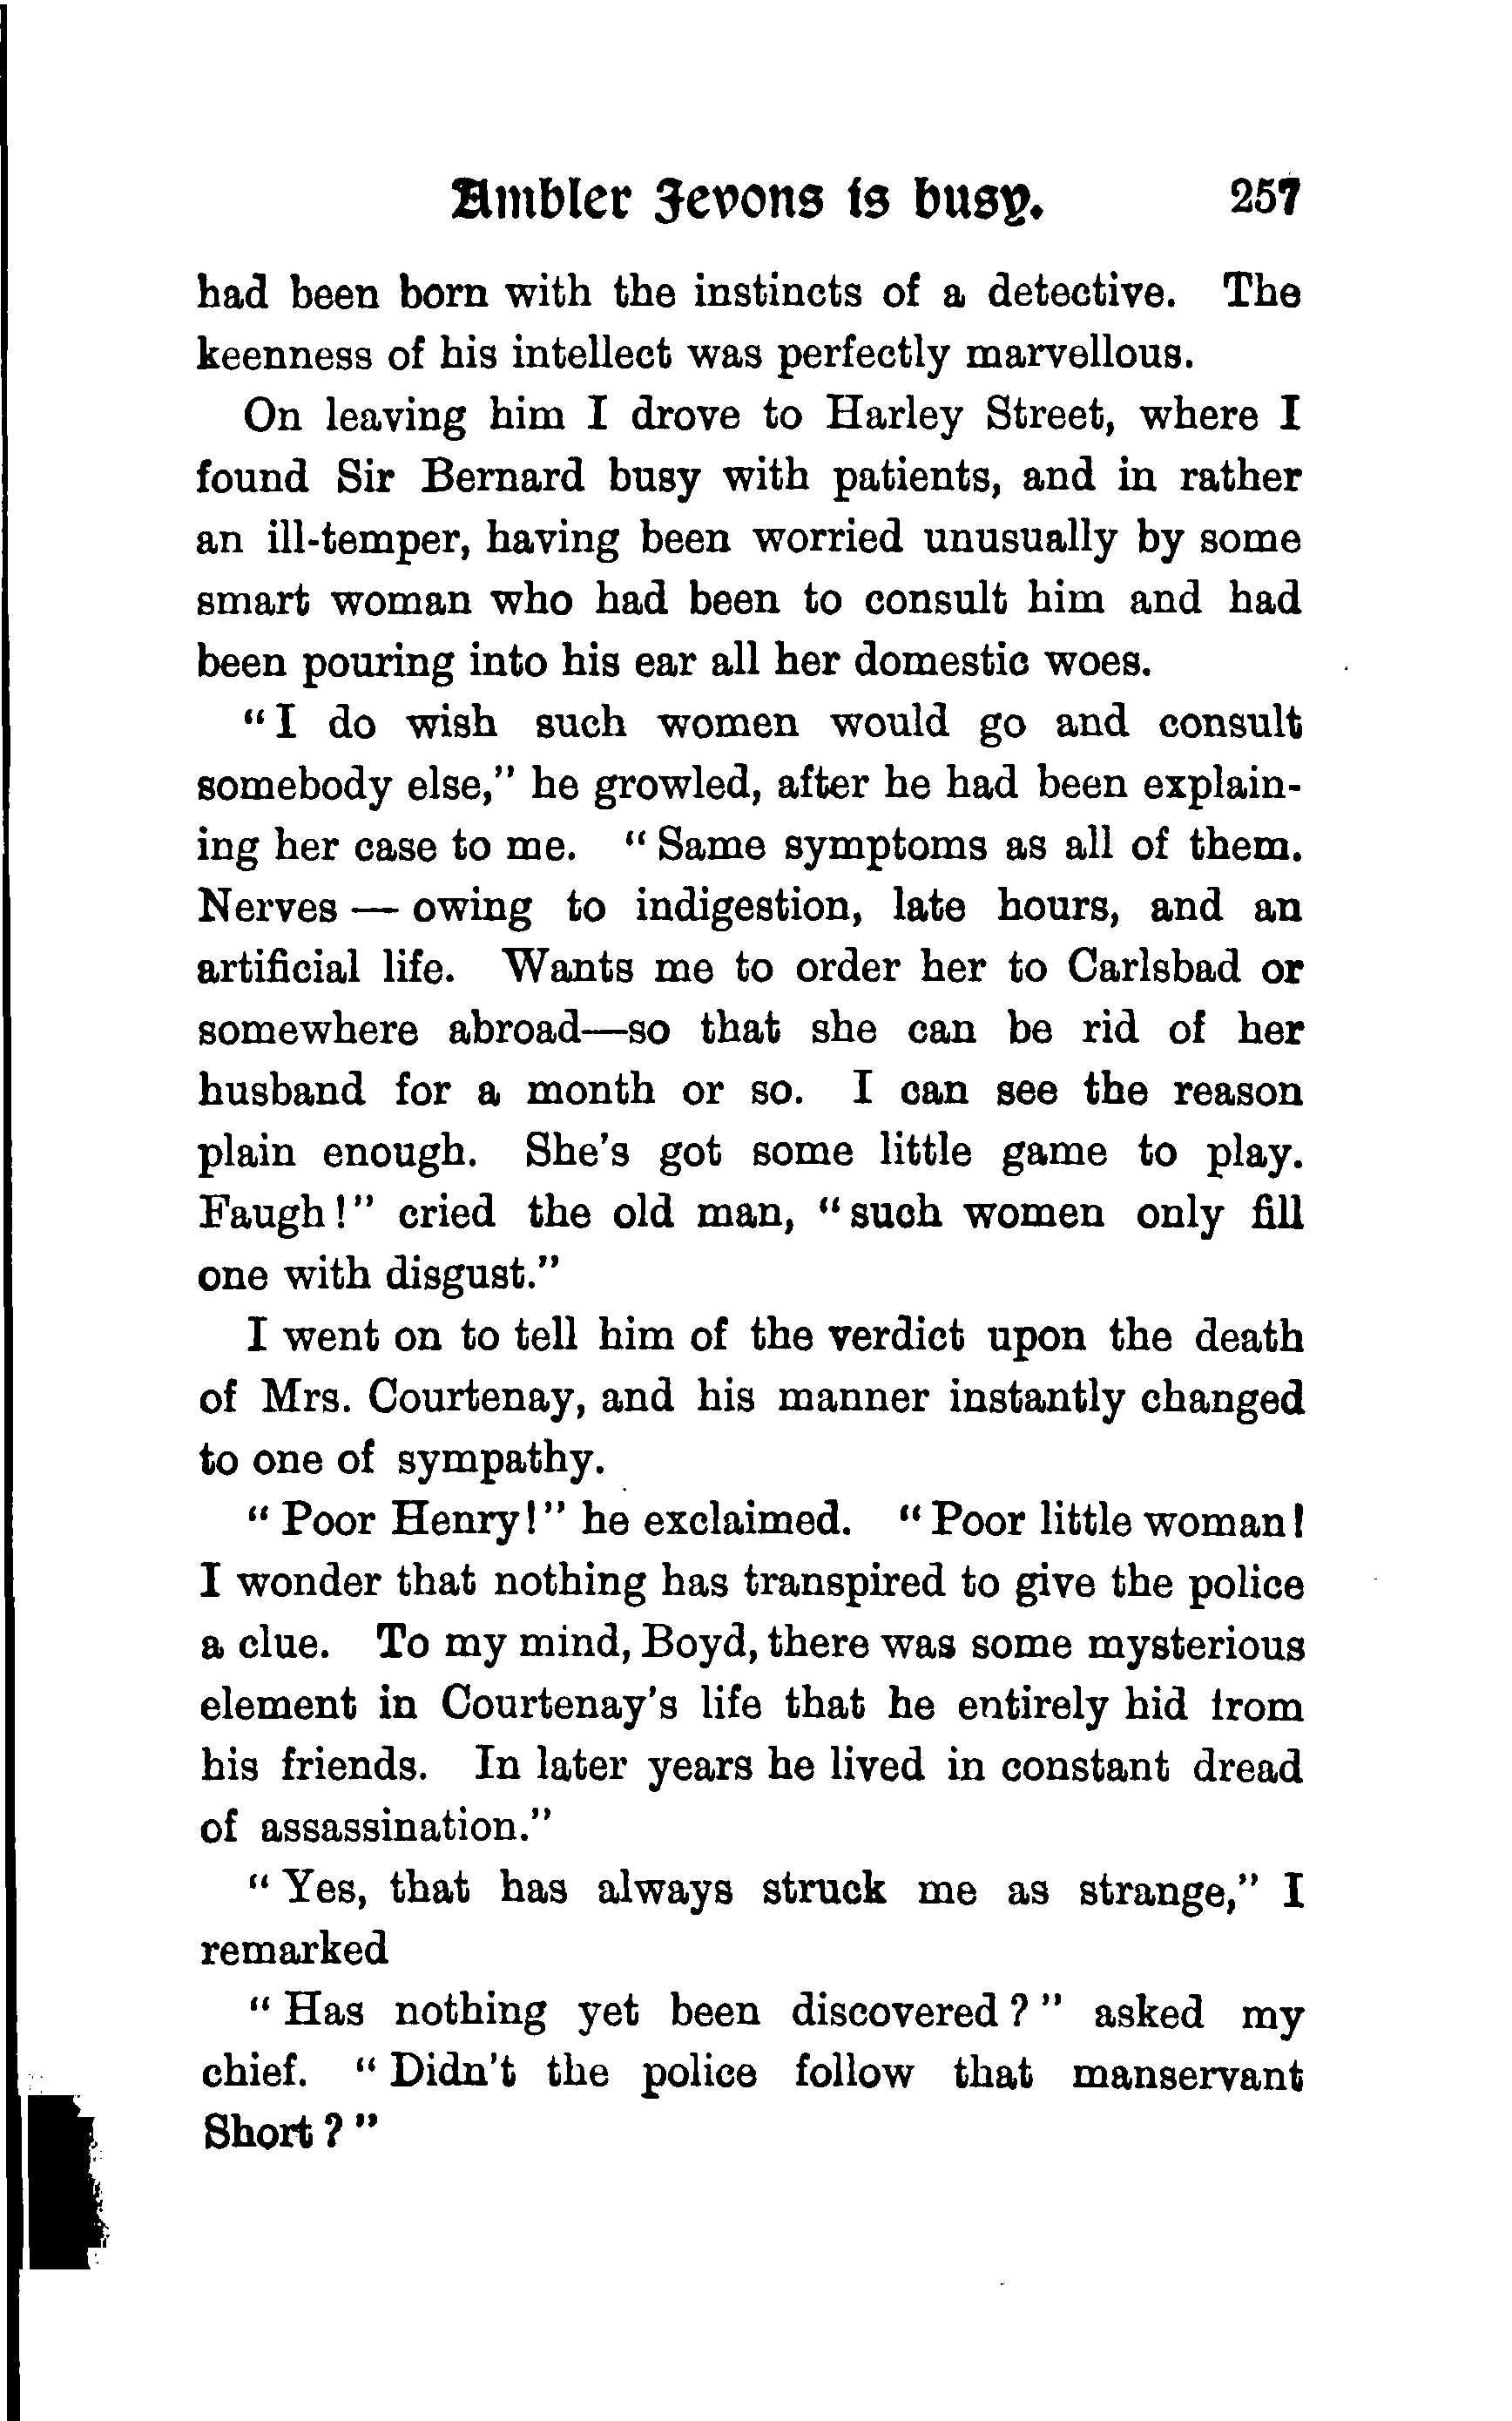 Ambler Jevons is busy. 257
had been born with the instincts of a detective. The
keenness of his intellect was perfectly marvellous.
On leaving him I drove to Harley Street, where I
found Sir Bernard busy with patients, and in rather
an ill-temper, having been worried unusually by some
smart woman who had been to consult him and had
been pouring into his ear all her domestic woes.
"I do wish such women would go and consult
somebody else," he growled, after he had been explain-
ing her case to me. "Same symptoms as all of them.
Nerves — owing to indigestion, late hours, and an
artificial life. Wants me to order her to Carlsbad or
somewhere abroad—so that she can be rid of her
husband for a month or so. I can see the reason
plain enough. She's got some little game to play.
Faugh!" cried the old man, "such women only fill
one with disgust."
I went on to tell him of the verdict upon the death
of Mrs. Courtenay, and his manner instantly changed
to one of sympathy.
"Poor Henry!" he exclaimed. "Poor little woman!
I wonder that nothing has transpired to give the police
a clue. To my mind, Boyd, there was some mysterious
element in Courtenay's life that he entirely hid from
his friends. In later years he lived in constant dread
of assassination."
"Yes, that has always struck me as strange," I
remarked
"Has nothing yet been discovered?" asked my
chief. "Didn't the police follow that manservant
Short?"